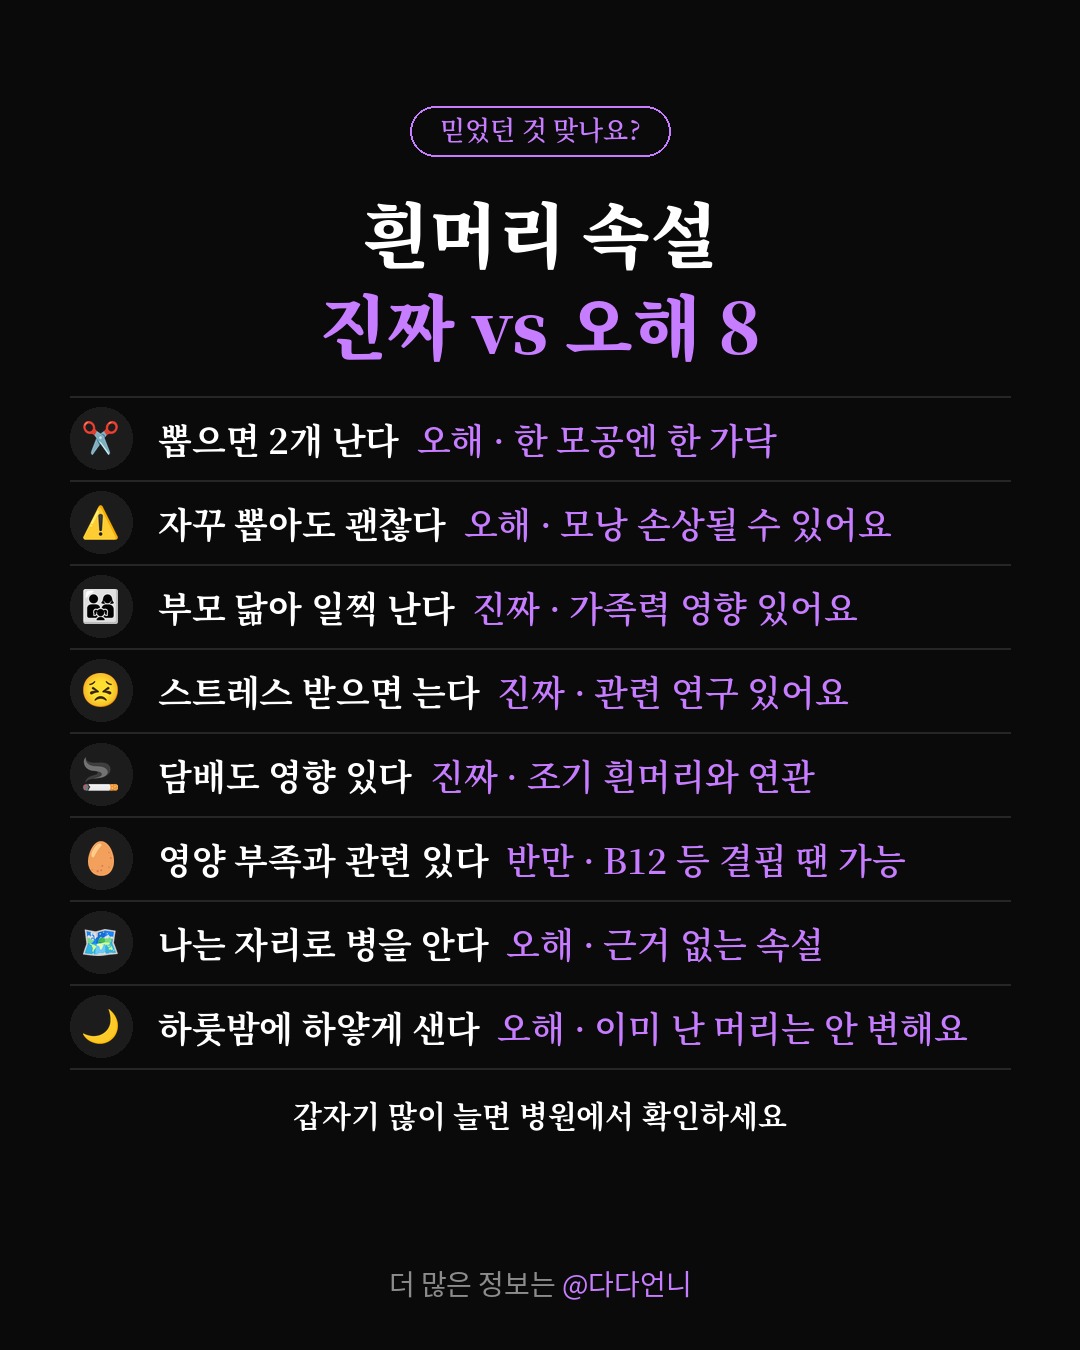 믿었던 것 맞나요?
흰머리 속설
진짜 vs 오해 8
뽑으면 2개 난다 오해 · 한 모공엔 한 가닥
자꾸 뽑아도 괜찮다 오해 · 모낭 손상될 수 있어요
부모 닮아 일찍 난다 진짜 · 가족력 영향 있어요
스트레스 받으면 는다 진짜 · 관련 연구 있어요
담배도 영향 있다 진짜 · 조기 흰머리와 연관
영양 부족과 관련 있다 반만 · B12 등 결핍 땐 가능
나는 자리로 병을 안다 오해 · 근거 없는 속설
하룻밤에 하얗게 샌다 오해 · 이미 난 머리는 안 변해요
갑자기 많이 늘면 병원에서 확인하세요
더 많은 정보는 @다다언니